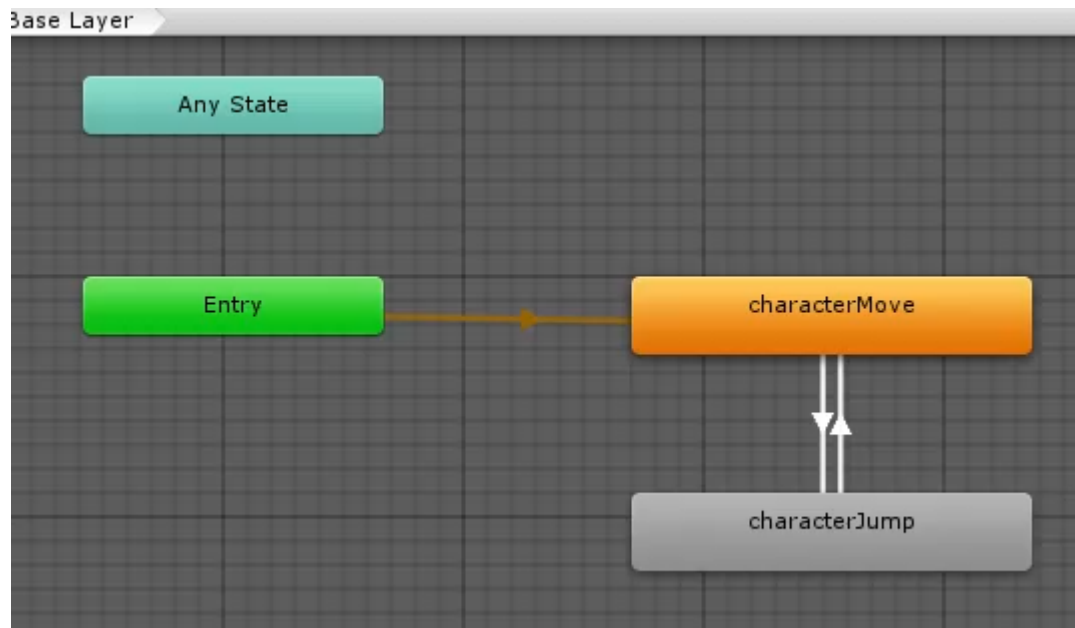 Base Layer
Any State
Entry
characterMove
characterJump